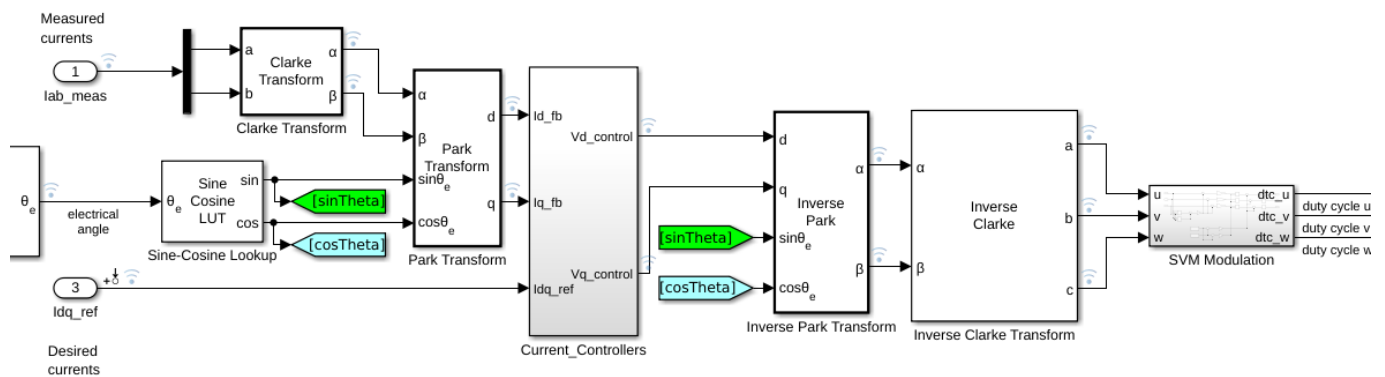 Measured
currents
1
Iab_meas
a
b
Clarke
Transform
α
β
Clarke Transform
θe
electrical
angle
θe
Sine
Cosine
LUT
sin
cos
Sine-Cosine Lookup
[sinTheta]
[cosTheta]
α
β
sinθe
cosθe
Park
Transform
d
q
Park Transform
3
Idq_ref
Desired
currents
Id_fb
Iq_fb
Idq_ref
Vd_control
Vq_control
Current_Controllers
[sinTheta]
[cosTheta]
d
q
sinθe
cosθe
Inverse
Park
α
β
Inverse Park Transform
α
β
Inverse
Clarke
a
b
c
Inverse Clarke Transform
u
v
w
dtc_u
dtc_v
dtc_w
SVM Modulation
duty cycle u
duty cycle v
duty cycle w